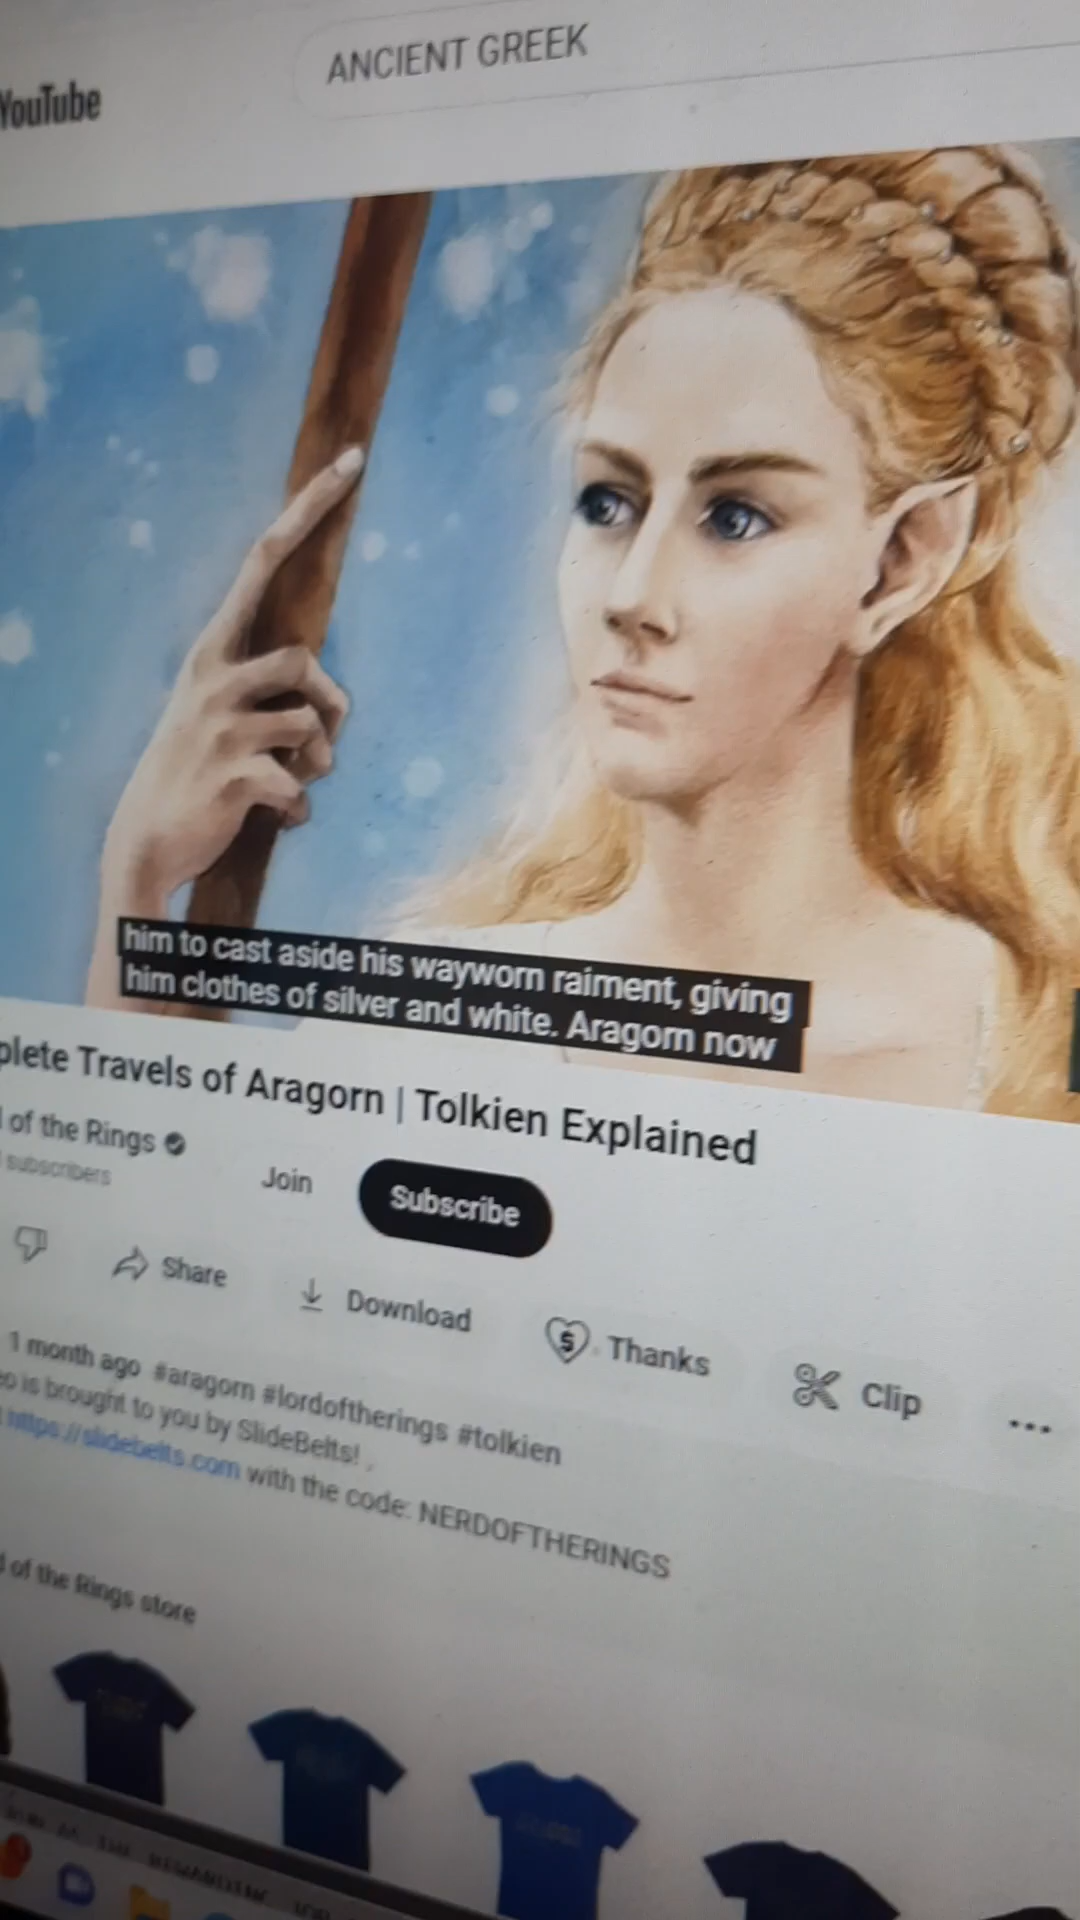 YouTube
ANCIENT GREEK
him to cast aside his wayworn raiment, giving
him clothes of silver and white. Aragorn now
plete Travels of Aragorn | Tolkien Explained
of the Rings
subscribers
Join
Subscribe
Share
Download
Thanks
Clip
1 month ago #aragorn #lordoftherings #tolkien
eo is brought to you by SlideBelts!
https://slidebelts.com with the code: NERDOFTHERINGS
d of the Rings store